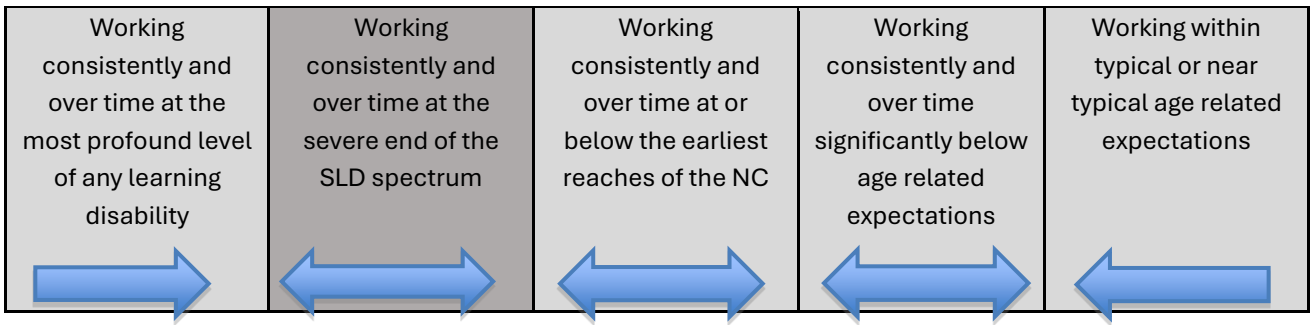 Working
consistently and
over time at the
most profound level
of any learning
disability
Working
consistently and
over time at the
severe end of the
SLD spectrum
Working
consistently and
over time at or
below the earliest
reaches of the NC
Working
consistently and
over time
significantly below
age related
expectations
Working within
typical or near
typical age related
expectations